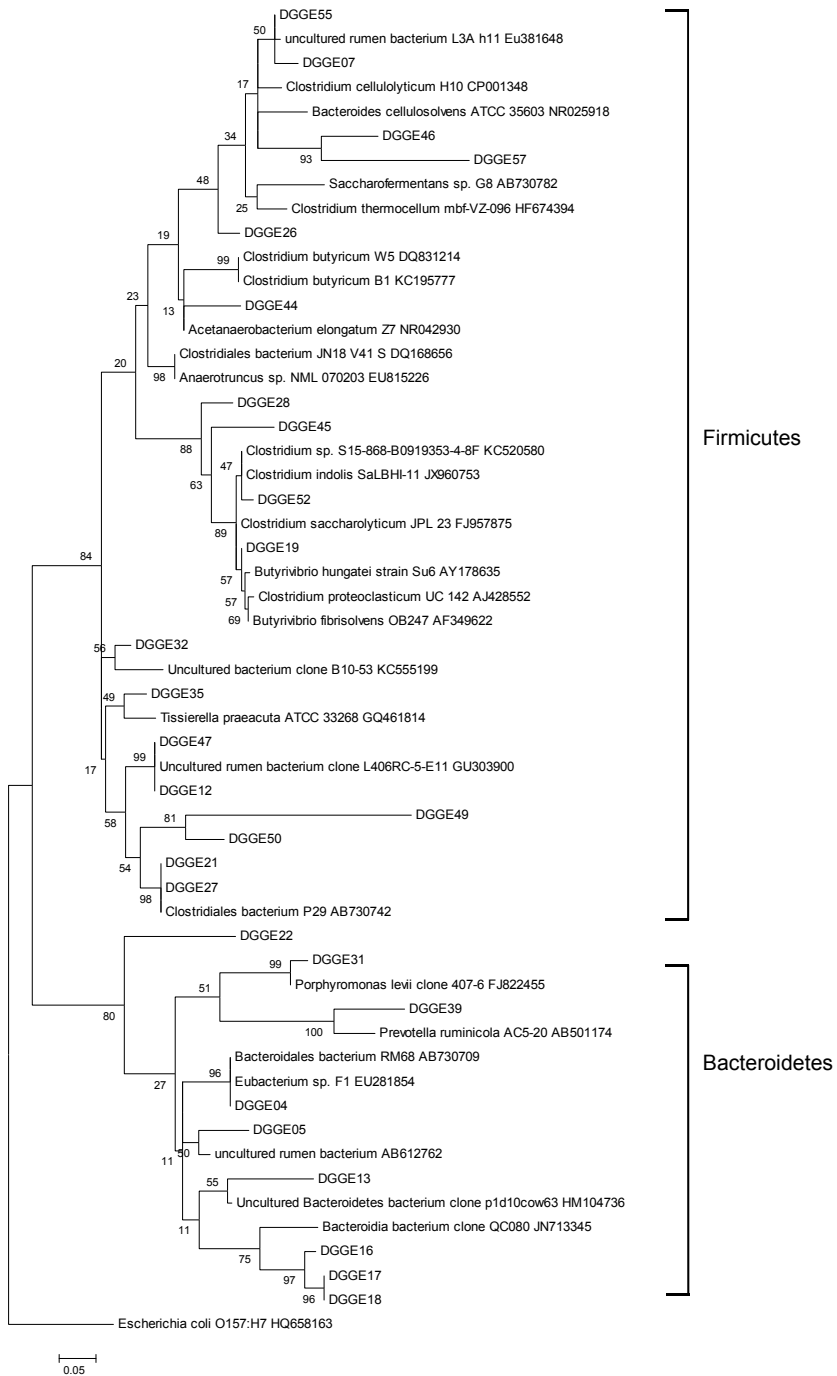 DGGE55
50
uncultured rumen bacterium L3A h11 Eu381648
DGGE07
17
Clostridium cellulolyticum H10 CP001348
Bacteroides cellulosolvens ATCC 35603 NR025918
34
DGGE46
93
DGGE57
48
Saccharofermentans sp. G8 AB730782
25
Clostridium thermocellum mbf-VZ-096 HF674394
19
DGGE26
99
Clostridium butyricum W5 DQ831214
Clostridium butyricum B1 KC195777
23
13
DGGE44
Acetanaerobacterium elongatum Z7 NR042930
20
Clostridiales bacterium JN18 V41 S DQ168656
98
Anaerotruncus sp. NML 070203 EU815226
DGGE28
88
DGGE45
Firmicutes
63
47
Clostridium sp. S15-868-B0919353-4-8F KC520580
Clostridium indolis SaLBHI-11 JX960753
DGGE52
89
Clostridium saccharolyticum JPL 23 FJ957875
84
DGGE19
57
Butyrivibrio hungatei strain Su6 AY178635
57
Clostridium proteoclasticum UC 142 AJ428552
69
Butyrivibrio fibrisolvens OB247 AF349622
56
DGGE32
Uncultured bacterium clone B10-53 KC555199
49
DGGE35
Tissierella praeacuta ATCC 33268 GQ461814
17
DGGE47
99
Uncultured rumen bacterium clone L406RC-5-E11 GU303900
DGGE12
58
81
DGGE49
DGGE50
54
DGGE21
DGGE27
98
Clostridiales bacterium P29 AB730742
DGGE22
80
99
DGGE31
51
Porphyromonas levii clone 407-6 FJ822455
DGGE39
100
Prevotella ruminicola AC5-20 AB501174
27
Bacteroidales bacterium RM68 AB730709
Bacteroidetes
96
Eubacterium sp. F1 EU281854
DGGE04
DGGE05
11
50
uncultured rumen bacterium AB612762
55
DGGE13
Uncultured Bacteroidetes bacterium clone p1d10cow63 HM104736
11
Bacteroidia bacterium clone QC080 JN713345
75
DGGE16
97
DGGE17
96
DGGE18
Escherichia coli O157:H7 HQ658163
0.05